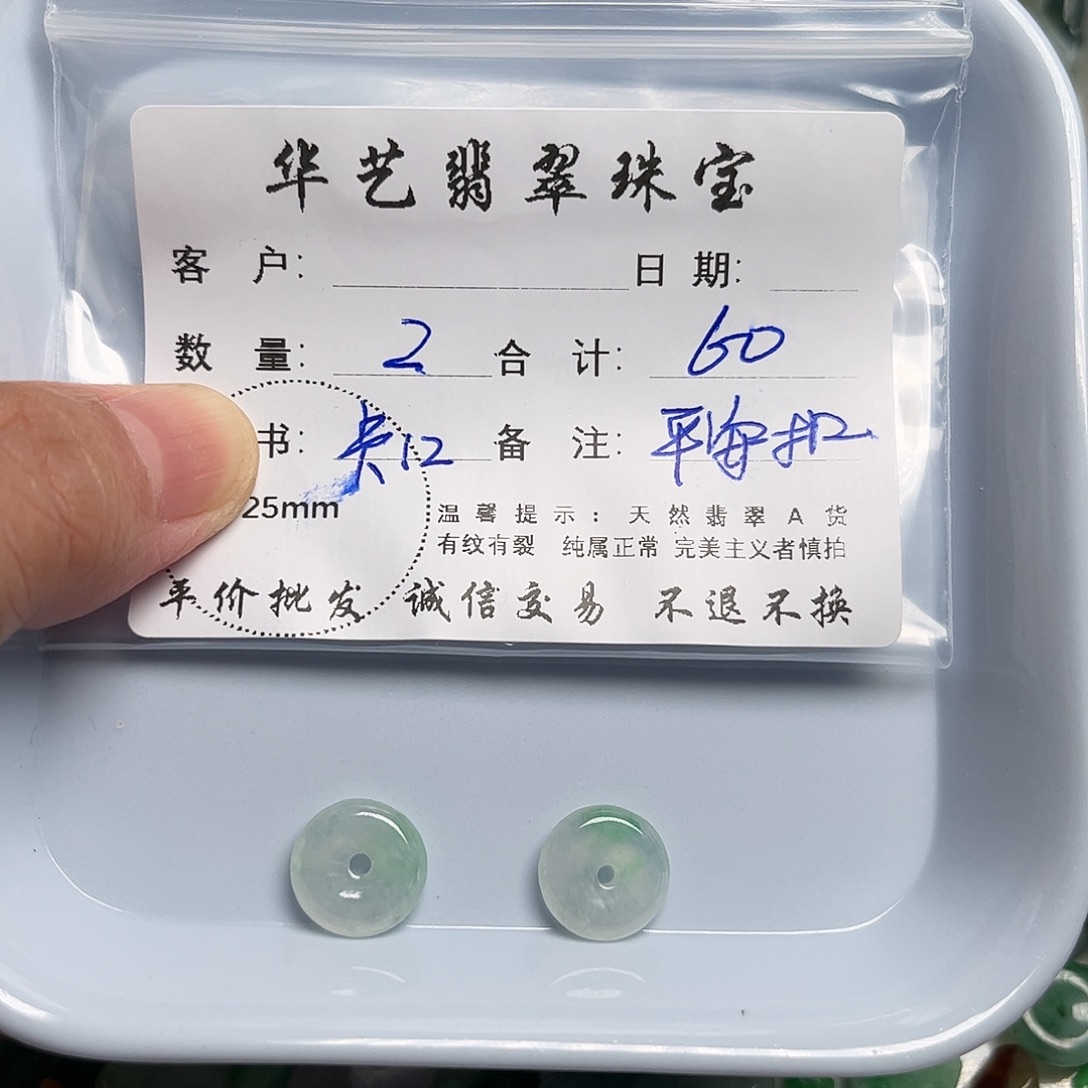 华艺翡翠珠宝
客 户: 日 期:
数 量: 2 合 计: 60
书: 卡12 备 注: 平安扣
25mm
温馨提示: 天然翡翠A货
有纹有裂 纯属正常 完美主义者慎拍
平价批发 诚信交易 不退不换